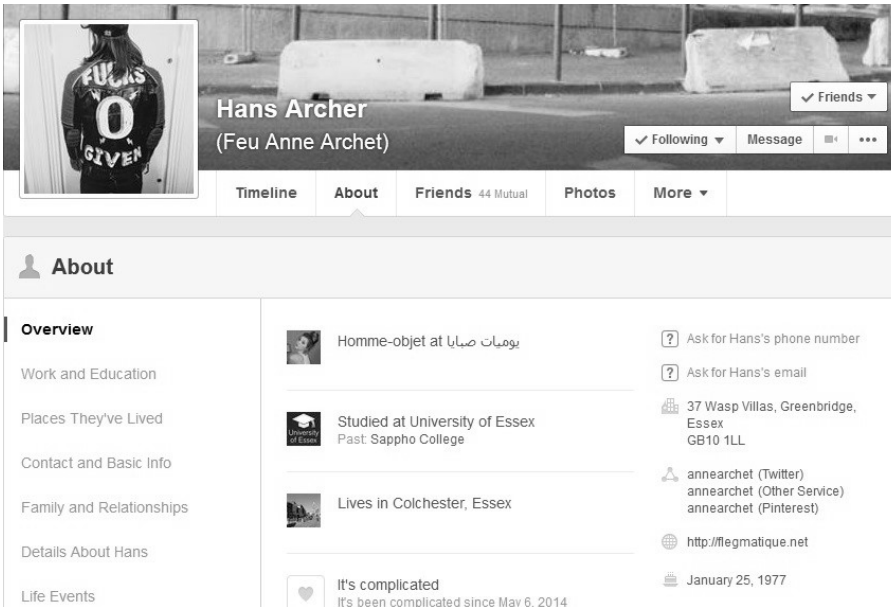 FUCKS
0
GIVEN
Hans Archer
(Feu Anne Archet)
Friends
Following
Message
Timeline
About
Friends 44 Mutual
Photos
More
About
Overview
Work and Education
Places They've Lived
Contact and Basic Info
Family and Relationships
Details About Hans
Life Events
Homme-objet at يوميات صبايا
University
of Essex
Studied at University of Essex
Past: Sappho College
Lives in Colchester, Essex
It's complicated
It's been complicated since May 6, 2014
? Ask for Hans's phone number
? Ask for Hans's email
37 Wasp Villas, Greenbridge,
Essex
GB10 1LL
annearchet (Twitter)
annearchet (Other Service)
annearchet (Pinterest)
http://flegmatique.net
January 25, 1977